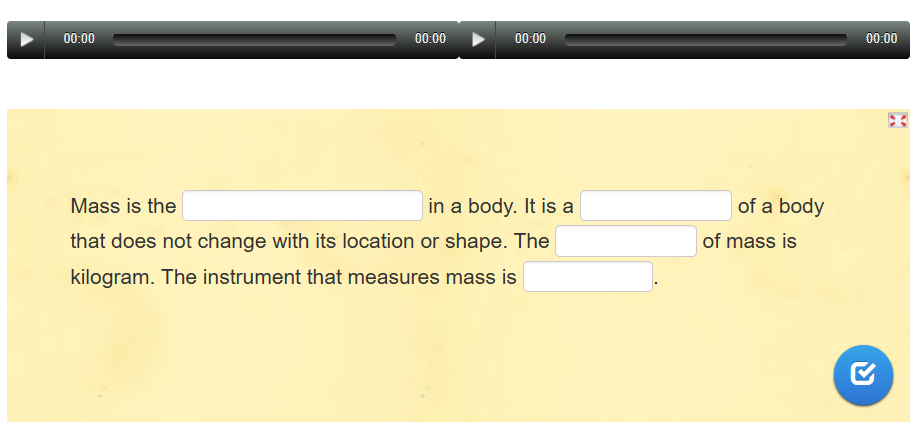 00:00 00:00 00:00 00:00
Mass is the in a body. It is a of a body
that does not change with its location or shape. The of mass is
kilogram. The instrument that measures mass is .